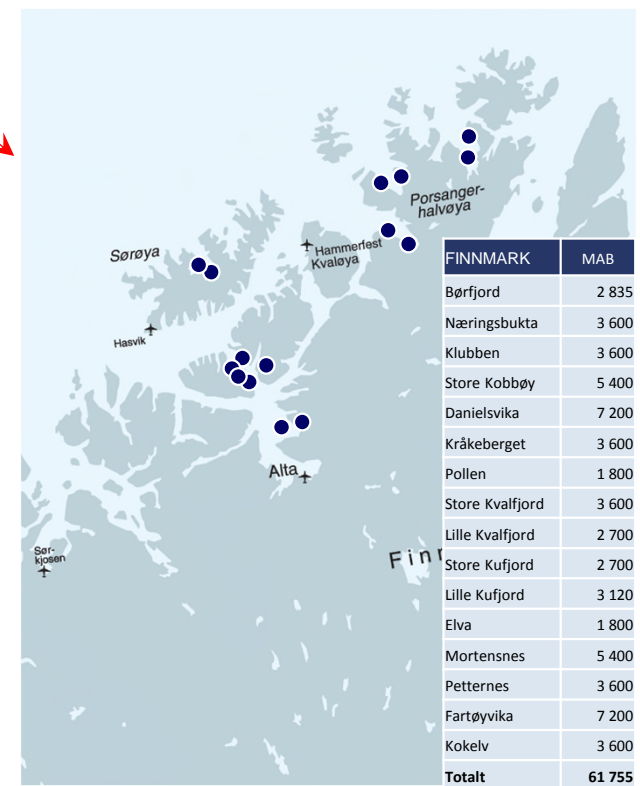 Porsanger-
halvøya
Hammerfest
Kvaløya
Sørøya
Hasvik
Alta
Sør-
kjosen
Finn
FINNMARK MAB
Børfjord 2 835
Næringsbukta 3 600
Klubben 3 600
Store Kobbøy 5 400
Danielsvika 7 200
Kråkeberget 3 600
Pollen 1 800
Store Kvalfjord 3 600
Lille Kvalfjord 2 700
Store Kufjord 2 700
Lille Kufjord 3 120
Elva 1 800
Mortensnes 5 400
Petternes 3 600
Fartøyvika 7 200
Kokelv 3 600
Totalt 61 755